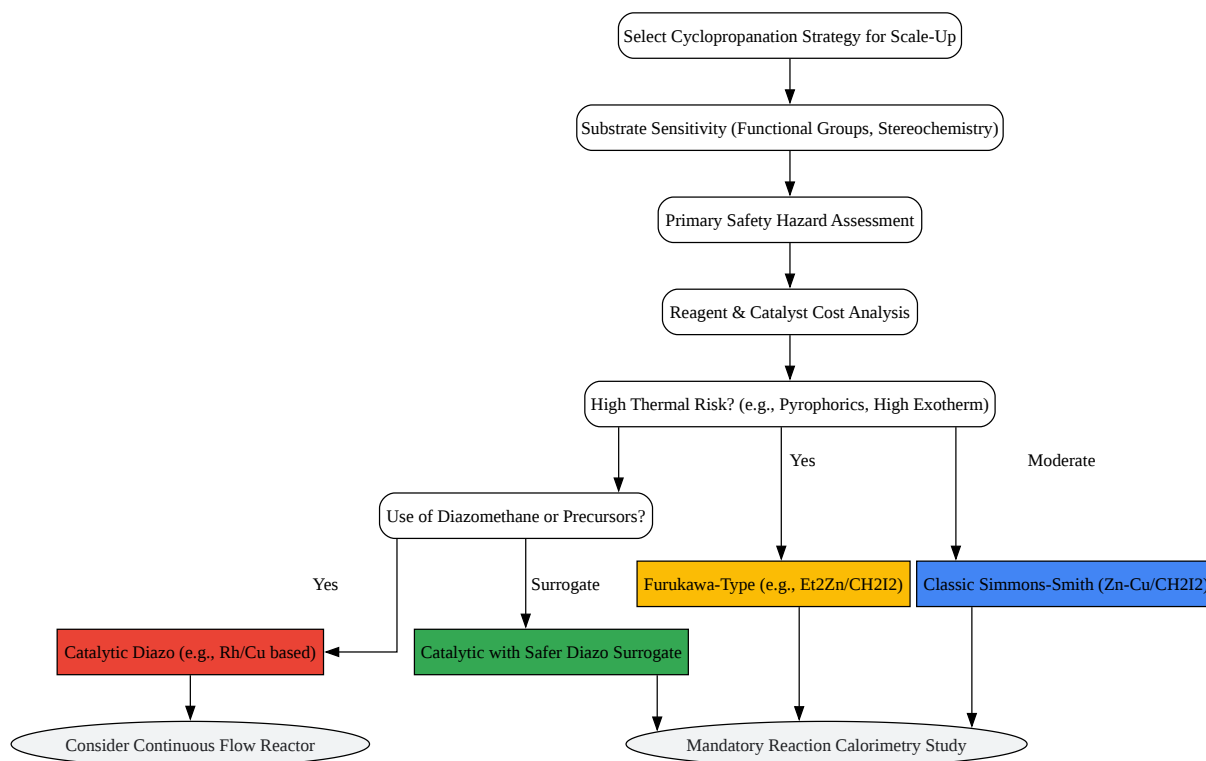 Select Cyclopropanation Strategy for Scale-Up
Substrate Sensitivity (Functional Groups, Stereochemistry)
Primary Safety Hazard Assessment
Reagent & Catalyst Cost Analysis
High Thermal Risk? (e.g., Pyrophorics, High Exotherm)
Yes
Moderate
Use of Diazomethane or Precursors?
Yes
Surrogate
Furukawa-Type (e.g., Et2Zn/CH2I2)
Classic Simmons-Smith (Zn-Cu/CH2I2)
Catalytic Diazo (e.g., Rh/Cu based)
Catalytic with Safer Diazo Surrogate
Consider Continuous Flow Reactor
Mandatory Reaction Calorimetry Study